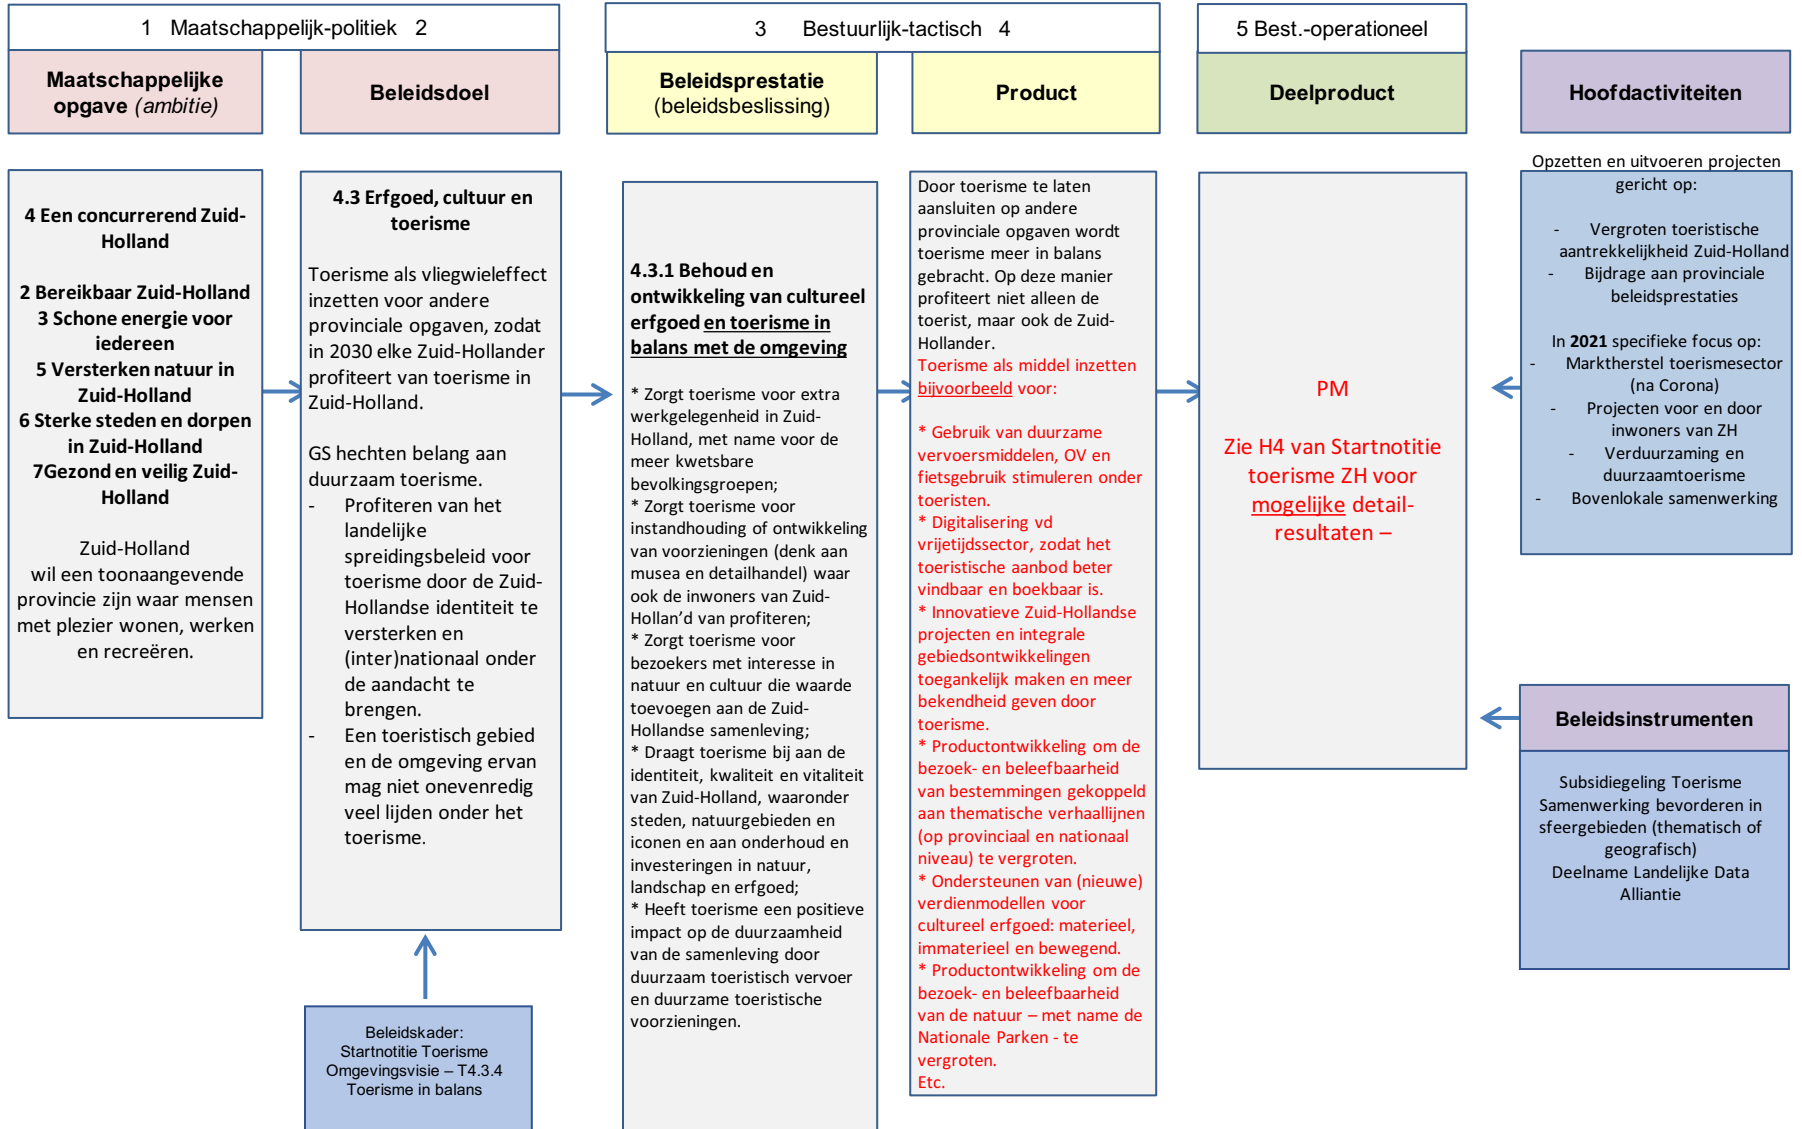 1 Maatschappelijk-politiek 2
3 Bestuurlijk-tactisch 4
5 Best.-operationeel
Maatschappelijke
opgave (ambitie)
Beleidsdoel
Beleidsprestatie
(beleidsbeslissing)
Product
Deelproduct
Hoofdactiviteiten
4 Een concurrerend Zuid-
Holland
2 Bereikbaar Zuid-Holland
3 Schone energie voor
iedereen
5 Versterken natuur in
Zuid-Holland
6 Sterke steden en dorpen
in Zuid-Holland
7Gezond en veilig Zuid-
Holland
Zuid-Holland
wil een toonaangevende
provincie zijn waar mensen
met plezier wonen, werken
en recreëren.
4.3 Erfgoed, cultuur en
toerisme
Toerisme als vliegwieleffect
inzetten voor andere
provinciale opgaven, zodat
in 2030 elke Zuid-Hollander
profiteert van toerisme in
Zuid-Holland.
GS hechten belang aan
duurzaam toerisme.
- Profiteren van het
landelijke
spreidingsbeleid voor
toerisme door de Zuid-
Hollandse identiteit te
versterken en
(inter)nationaal onder
de aandacht te
brengen.
- Een toeristisch gebied
en de omgeving ervan
mag niet onevenredig
veel lijden onder het
toerisme.
Beleidskader:
Startnotitie Toerisme
Omgevingsvisie – T4.3.4
Toerisme in balans
4.3.1 Behoud en
ontwikkeling van cultureel
erfgoed en toerisme in
balans met de omgeving
* Zorgt toerisme voor extra
werkgelegenheid in Zuid-
Holland, met name voor de
meer kwetsbare
bevolkingsgroepen;
* Zorgt toerisme voor
instandhouding of ontwikkeling
van voorzieningen (denk aan
musea en detailhandel) waar
ook de inwoners van Zuid-
Hollan'd van profiteren;
* Zorgt toerisme voor
bezoekers met interesse in
natuur en cultuur die waarde
toevoegen aan de Zuid-
Hollandse samenleving;
* Draagt toerisme bij aan de
identiteit, kwaliteit en vitaliteit
van Zuid-Holland, waaronder
steden, natuurgebieden en
iconen en aan onderhoud en
investeringen in natuur,
landschap en erfgoed;
* Heeft toerisme een positieve
impact op de duurzaamheid
van de samenleving door
duurzaam toeristisch vervoer
en duurzame toeristische
voorzieningen.
Door toerisme te laten
aansluiten op andere
provinciale opgaven wordt
toerisme meer in balans
gebracht. Op deze manier
profiteert niet alleen de
toerist, maar ook de Zuid-
Hollander.
Toerisme als middel inzetten
bijvoorbeeld voor:
* Gebruik van duurzame
vervoersmiddelen, OV en
fietsgebruik stimuleren onder
toeristen.
* Digitalisering vd
vrijetijdssector, zodat het
toeristische aanbod beter
vindbaar en boekbaar is.
* Innovatieve Zuid-Hollandse
projecten en integrale
gebiedsontwikkelingen
toegankelijk maken en meer
bekendheid geven door
toerisme.
* Productontwikkeling om de
bezoek- en beleefbaarheid
van bestemmingen gekoppeld
aan thematische verhaallijnen
(op provinciaal en nationaal
niveau) te vergroten.
* Ondersteunen van (nieuwe)
verdienmodellen voor
cultureel erfgoed: materieel,
immaterieel en bewegend.
* Productontwikkeling om de
bezoek- en beleefbaarheid
van de natuur – met name de
Nationale Parken - te
vergroten.
Etc.
PM
Zie H4 van Startnotitie
toerisme ZH voor
mogelijke detail-
resultaten –
Opzetten en uitvoeren projecten
gericht op:
- Vergroten toeristische
aantrekkelijkheid Zuid-Holland
- Bijdrage aan provinciale
beleidsprestaties
In 2021 specifieke focus op:
- Marktherstel toerismesector
(na Corona)
- Projecten voor en door
inwoners van ZH
- Verduurzaming en
duurzaamtoerisme
- Bovenlokale samenwerking
Beleidsinstrumenten
Subsidiegeling Toerisme
Samenwerking bevorderen in
sfeergebieden (thematisch of
geografisch)
Deelname Landelijke Data
Alliantie